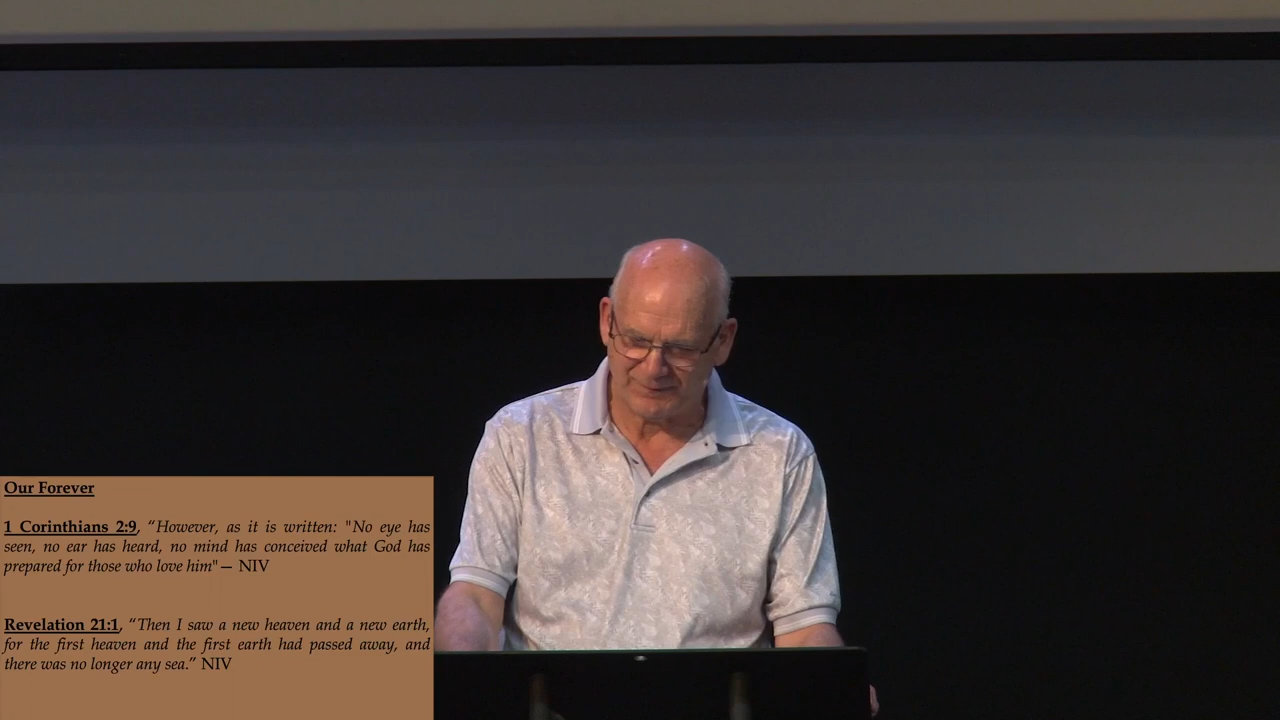 Our Forever
1 Corinthians 2:9, “However, as it is written: "No eye has
seen, no ear has heard, no mind has conceived what God has
prepared for those who love him"— NIV
Revelation 21:1, “Then I saw a new heaven and a new earth,
for the first heaven and the first earth had passed away, and
there was no longer any sea.” NIV